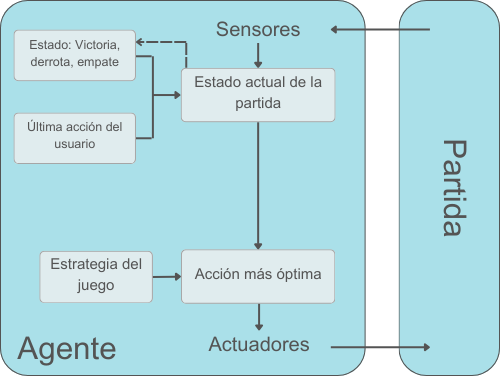 Sensores
Estado: Victoria,
derrota, empate
Estado actual de la
partida
Última acción del
usuario
Partida
Estrategia del
juego
Acción más óptima
Agente
Actuadores